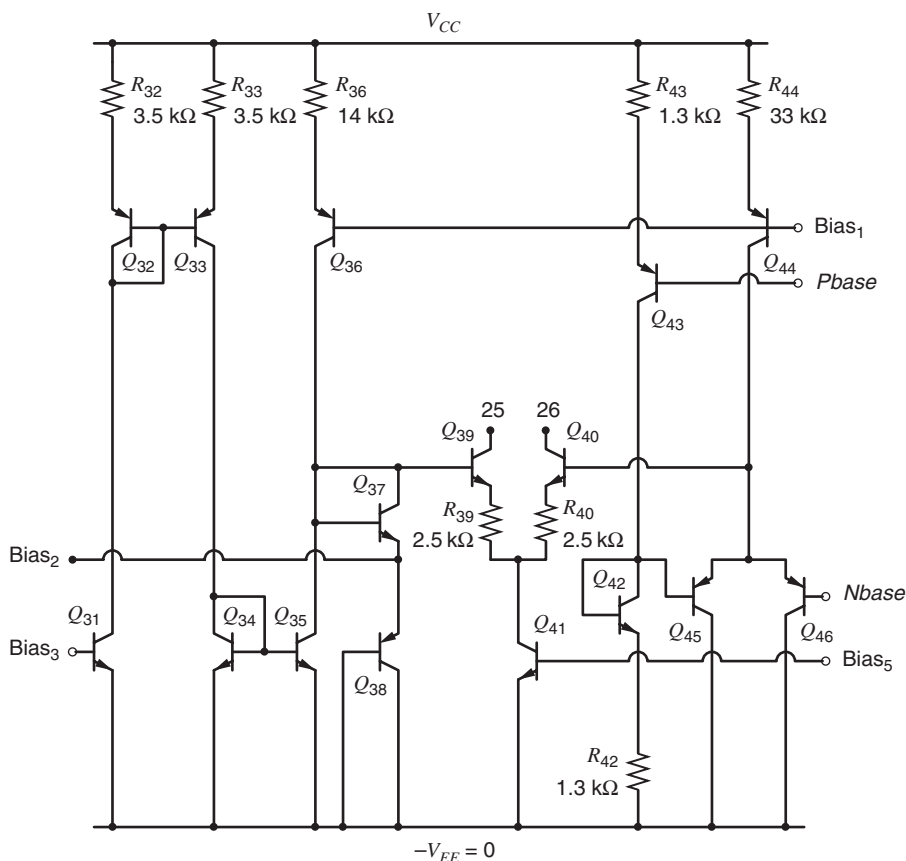 V_CC
R_32
3.5 kΩ
R_33
3.5 kΩ
R_36
14 kΩ
R_43
1.3 kΩ
R_44
33 kΩ
Bias_1
Q_32
Q_33
Q_36
Q_44
Pbase
Q_43
25
26
Q_39
Q_40
Q_37
R_39
2.5 kΩ
R_40
2.5 kΩ
Bias_2
Q_42
Nbase
Q_31
Q_34
Q_35
Q_41
Q_45
Q_46
Bias_3
Bias_5
Q_38
R_42
1.3 kΩ
−V_EE = 0